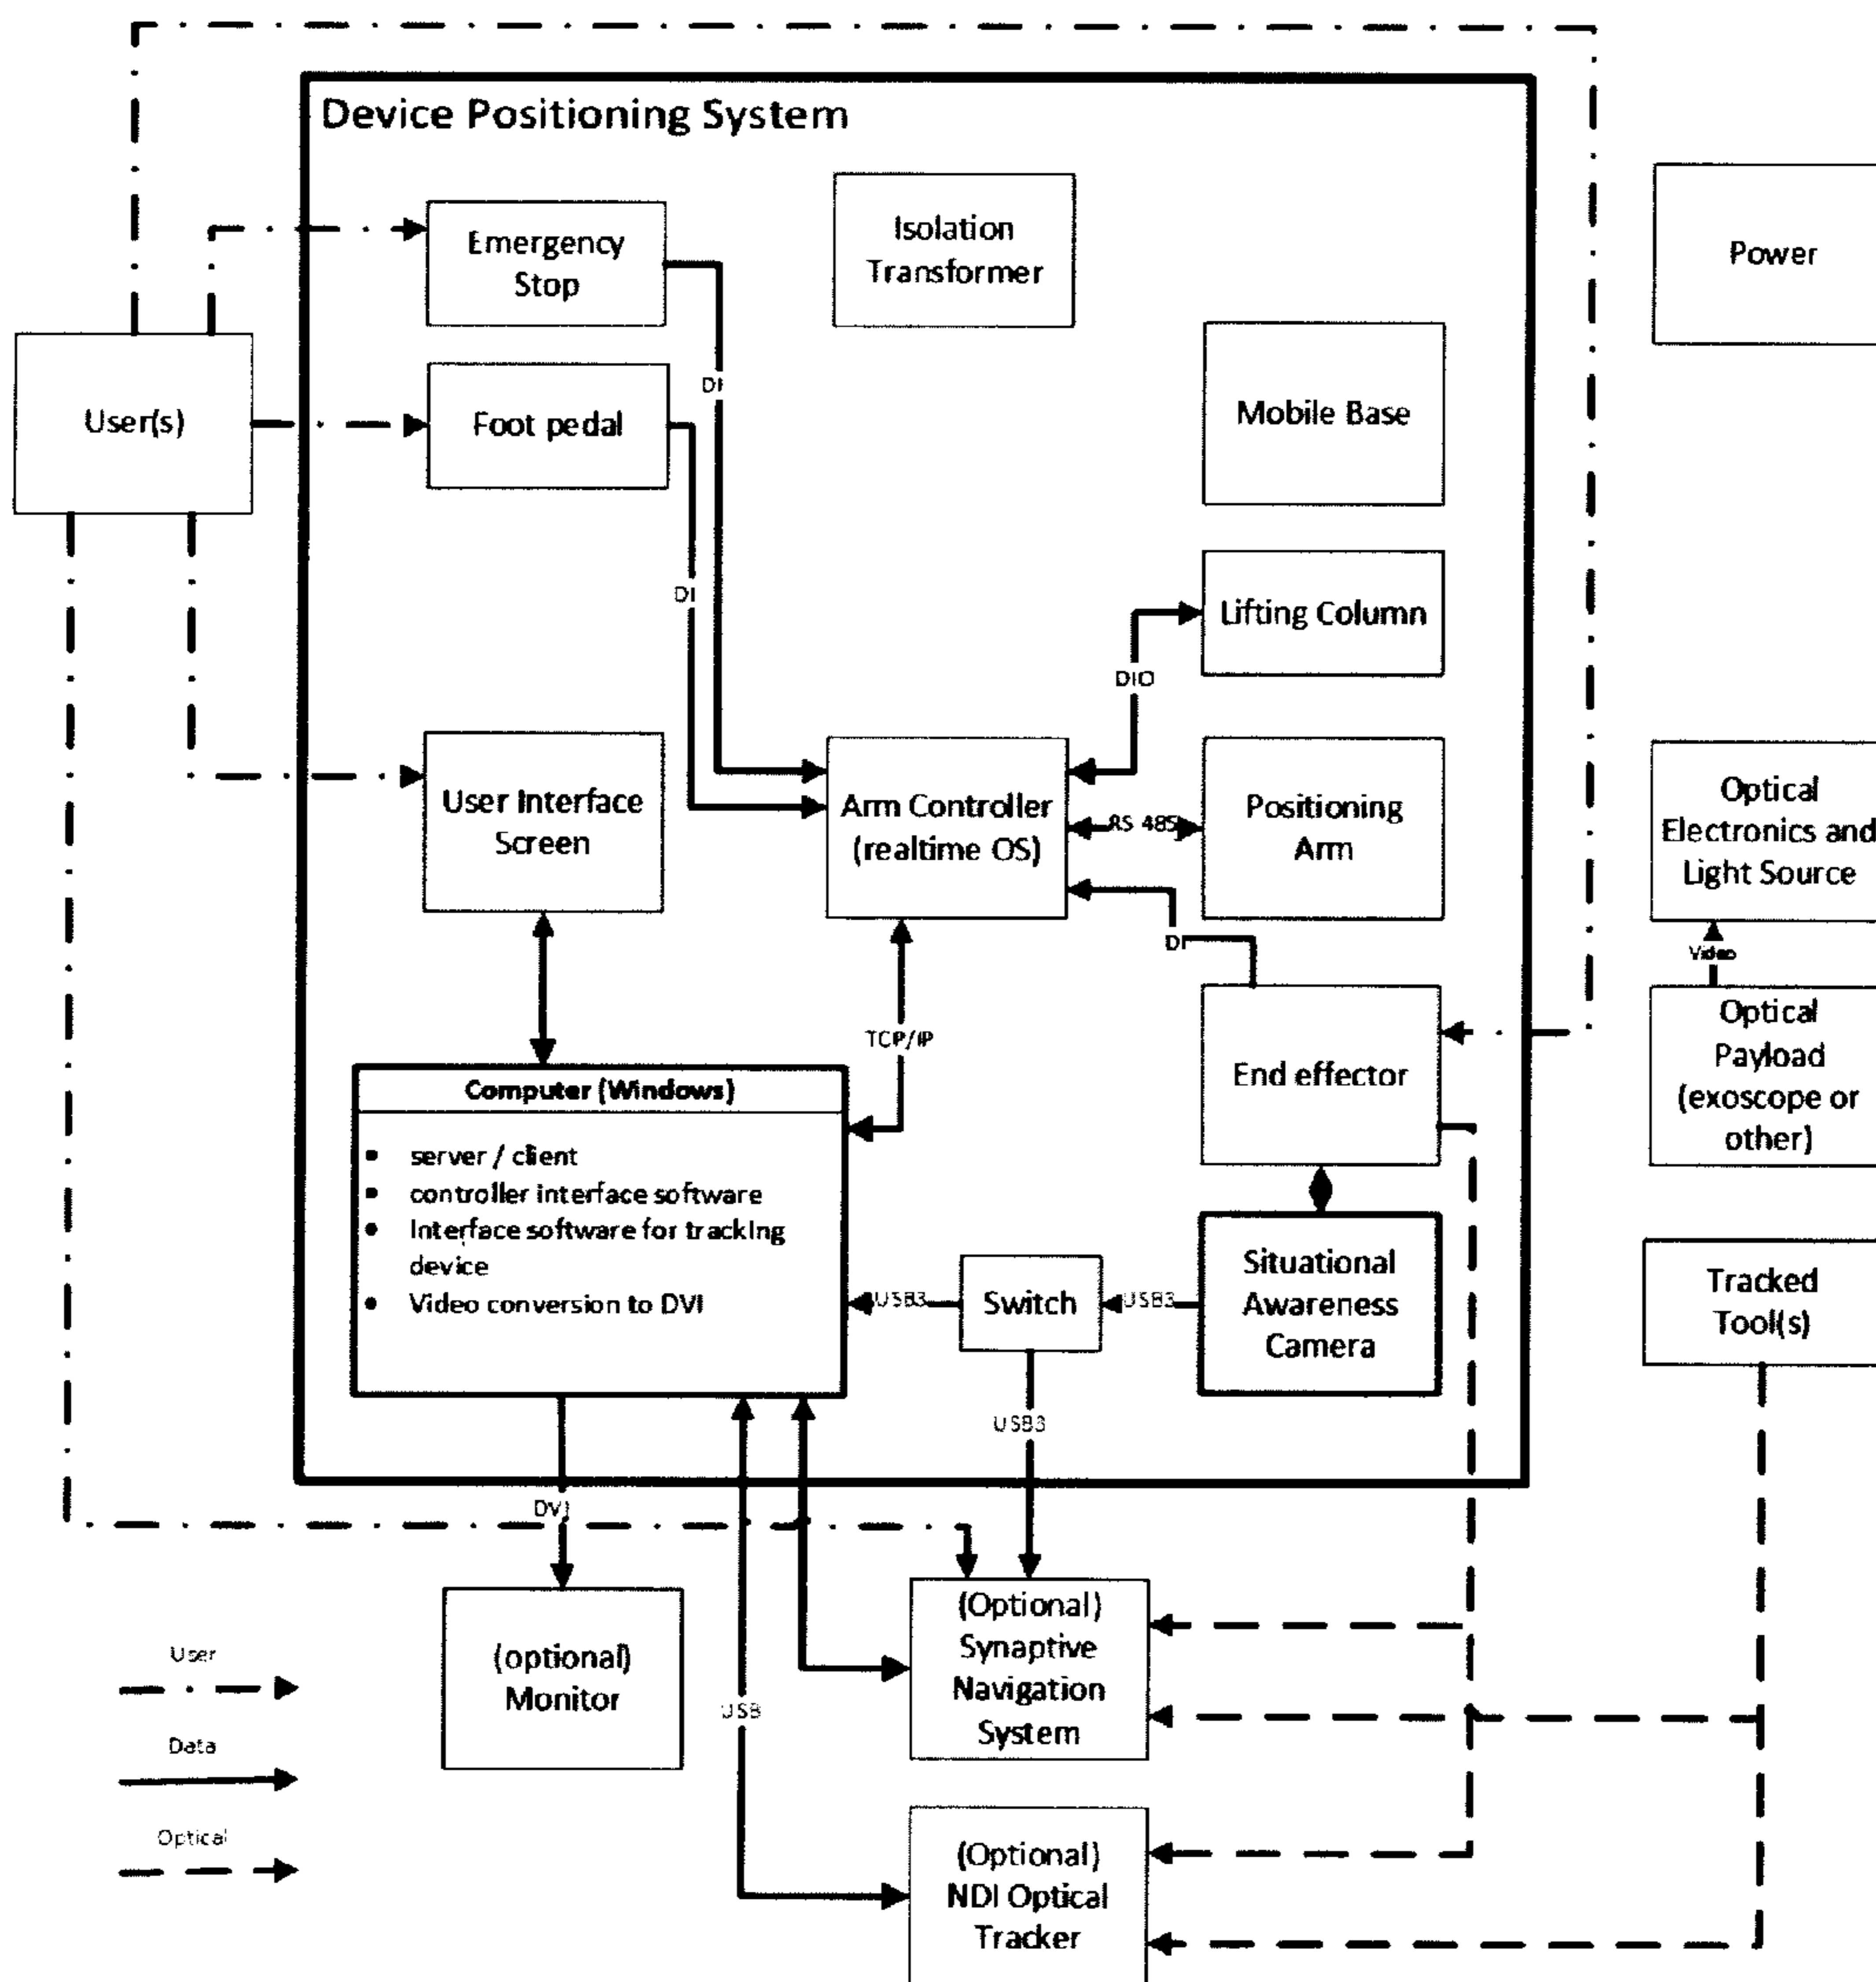 Device Positioning System
Emergency
Stop
Isolation
Transformer
Power
DI
User(s)
Foot pedal
Mobile Base
DI
Lifting Column
DIO
User Interface
Screen
Arm Controller
(realtime OS)
RS 485
Positioning
Arm
Optical
Electronics and
Light Source
DI
Video
TCP/IP
End effector
Optical
Payload
(exoscope or
other)
Computer (Windows)
▪ server / client
▪ controller interface software
• Interface software for tracking
device
• Video conversion to DVI
USB3
Switch
USB3
Situational
Awareness
Camera
Tracked
Tool(s)
USB3
DVI
(optional)
Monitor
(Optional)
Synaptive
Navigation
System
USB
User
Data
Optical
(Optional)
NDI Optical
Tracker